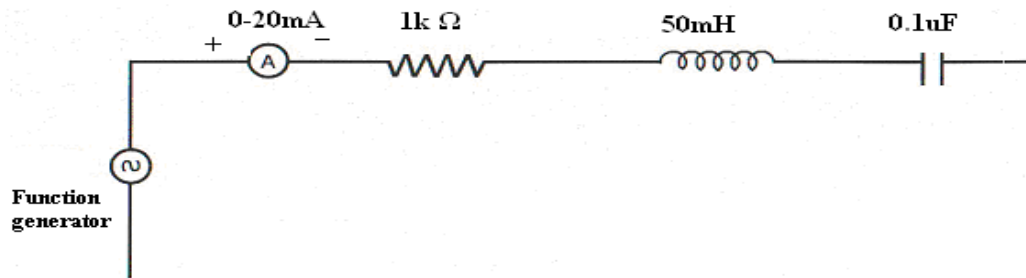 0-20mA
1k Ω
50mH
0.1uF
+
−
A
Function
generator